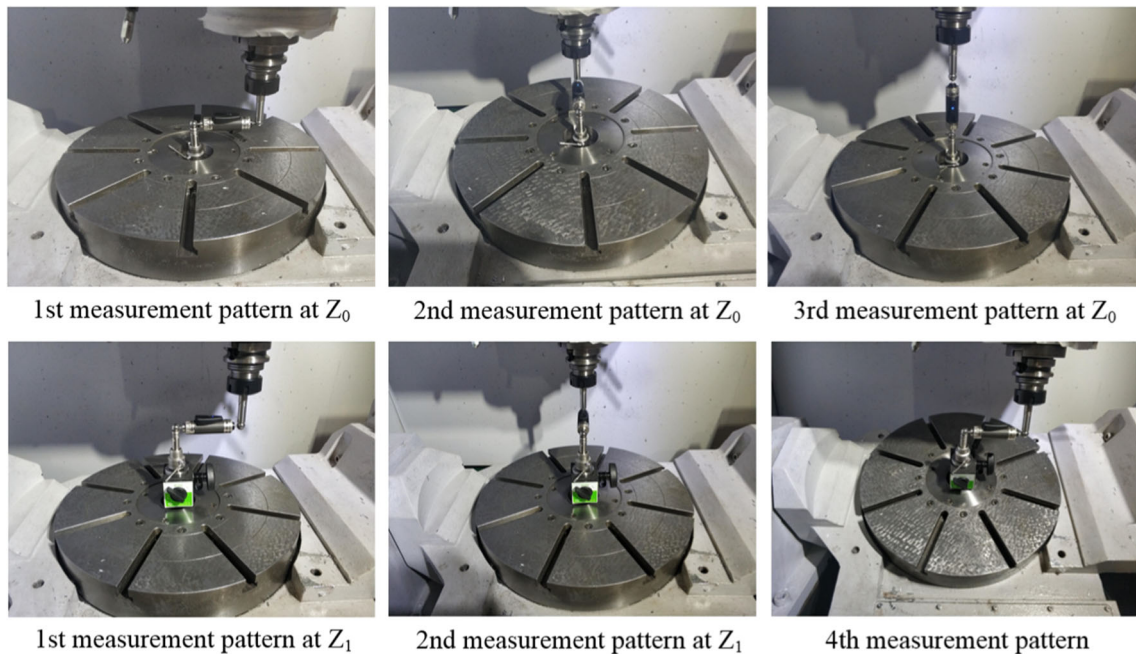 1st measurement pattern at Z₀
2nd measurement pattern at Z₀
3rd measurement pattern at Z₀
1st measurement pattern at Z₁
2nd measurement pattern at Z₁
4th measurement pattern